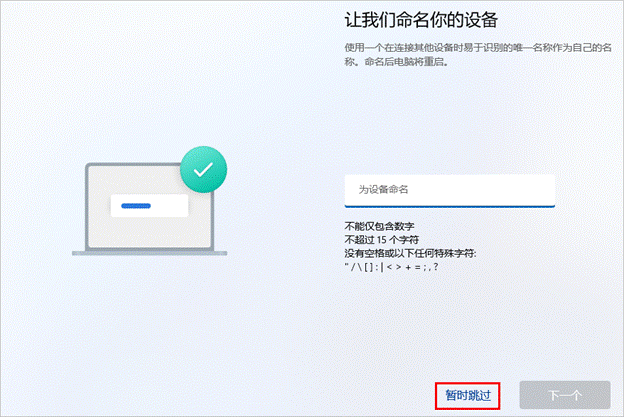 让我们命名你的设备
使用一个在连接其他设备时易于识别的唯一名称作为自己的名
称。命名后电脑将重启。
为设备命名
不能仅包含数字
不超过 15 个字符
没有空格或以下任何特殊字符:
" / \ [ ] : | < > + = ; , ?
暂时跳过
下一个